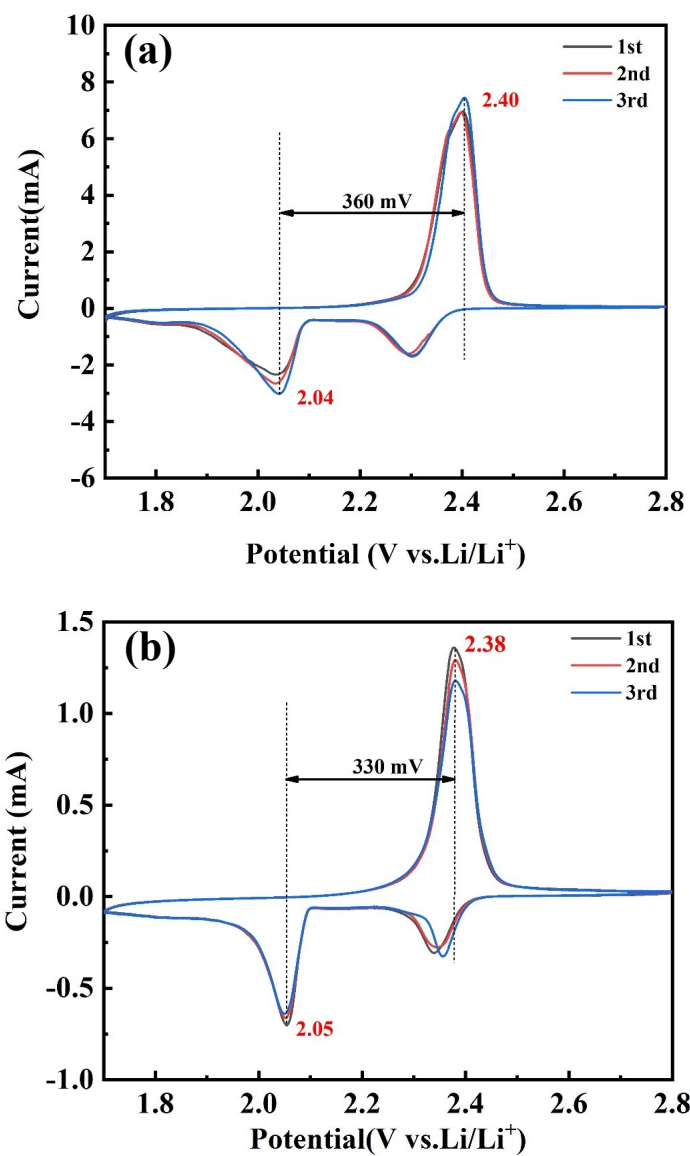 (a)
1st
2nd
3rd
2.40
360 mV
2.04
Current(mA)
10
8
6
4
2
0
-2
-4
-6
1.8 2.0 2.2 2.4 2.6 2.8
Potential (V vs.Li/Li⁺)
(b)
1st
2nd
3rd
2.38
330 mV
2.05
Current (mA)
1.5
1.0
0.5
0.0
-0.5
-1.0
1.8 2.0 2.2 2.4 2.6 2.8
Potential(V vs.Li/Li⁺)